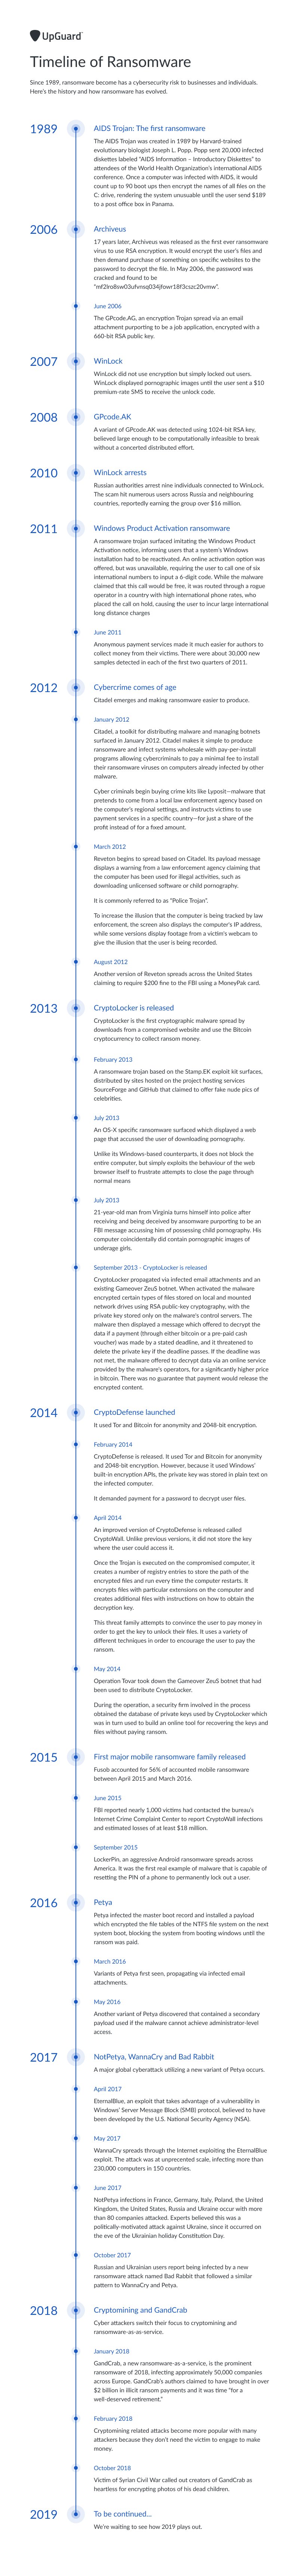 UpGuard
Timeline of Ransomware
Since 1989, ransomware become has a cybersecurity risk to businesses and individuals.
Here's the history and how ransomware has evolved.
1989
AIDS Trojan: The first ransomware
The AIDS Trojan was created in 1989 by Harvard-trained
evolutionary biologist Joseph L. Popp. Popp sent 20,000 infected
diskettes labeled "AIDS Information – Introductory Diskettes" to
attendees of the World Health Organization's international AIDS
conference. Once a computer was infected with AIDS, it would
count up to 90 boot ups then encrypt the names of all files on the
C: drive, rendering the system unusable until the user sent $189
to a post office box in Panama.
2006
Archiveus
17 years later, Archiveus was released as the first ever ransomware
virus to use RSA encryption. It would encrypt the user's files and
then demand purchase of something on specific websites to the
password to decrypt the file. In May 2006, the password was
cracked and found to be
June 2006
The GPcode.AG, an encryption Trojan spread via an email
attachment purporting to be a job application, encrypted with a
660-bit RSA public key.
2007
WinLock
WinLock did not use encryption but simply locked out users.
WinLock displayed pornographic images until the user sent a $10
premium-rate SMS to receive the unlock code.
2008
GPcode.AK
A variant of GPcode.AK was detected using 1024-bit RSA key,
believed large enough to be computationally infeasible to break
without a concerted distributed effort.
2010
WinLock arrests
Russian authorities arrest nine individuals connected to WinLock.
The scam hit numerous users across Russia and neighbouring
countries, reportedly earning the group over $16 million.
2011
Windows Product Activation ransomware
A ransomware trojan surfaced imitating the Windows Product
Activation notice, informing users that a system's Windows
installation had to be reactivated. An online activation option was
offered, but was unavailable, requiring the user to call one of six
international numbers to input a 6-digit code. While the malware
claimed that this call would be free, it was routed through a rogue
operator in a country with high international phone rates, who
placed the call on hold, causing the user to incur large international
long distance charges
June 2011
Anonymous payment services made it much easier for authors to
collect money from their victims. There were about 30,000 new
samples detected in each of the first two quarters of 2011.
2012
Cybercrime comes of age
Citadel emerges and making ransomware easier to produce.
January 2012
Citadel, a toolkit for distributing malware and managing botnets
surfaced in January 2012. Citadel makes it simple to produce
ransomware and infect systems wholesale with pay-per-install
programs allowing cybercriminals to pay a minimal fee to install
their ransomware viruses on computers already infected by other
malware.
Cyber criminals begin buying crime kits like Lyposit—malware that
pretends to come from a local law enforcement agency based on
the computer's regional settings, and instructs victims to use
payment services in a specific country—for just a share of the
profit instead of for a fixed amount.
March 2012
Reveton begins to spread based on Citadel. Its payload message
displays a warning from a law enforcement agency claiming that
the computer has been used for illegal activities, such as
downloading unlicensed software or child pornography.
It is commonly referred to as "Police Trojan".
To increase the illusion that the computer is being tracked by law
enforcement, the screen also displays the computer's IP address,
while some versions display footage from a victim's webcam to
give the illusion that the user is being recorded.
August 2012
Another version of Reveton spreads across the United States
claiming to require $200 fine to the FBI using a MoneyPak card.
2013
CryptoLocker is released
CryptoLocker is the first cryptographic malware spread by
downloads from a compromised website and use the Bitcoin
cryptocurrency to collect ransom money.
February 2013
A ransomware trojan based on the Stamp.EK exploit kit surfaces,
distributed by sites hosted on the project hosting services
SourceForge and GitHub that claimed to offer fake nude pics of
celebrities.
July 2013
An OS-X specific ransomware surfaced which displayed a web
page that accused the user of downloading pornography.
Unlike its Windows-based counterparts, it does not block the
entire computer, but simply exploits the behaviour of the web
browser itself to frustrate attempts to close the page through
normal means
July 2013
21-year-old man from Virginia turns himself into police after
receiving and being deceived by ansomware purporting to be an
FBI message accusing him of possessing child pornography. His
computer coincidentally did contain pornographic images of
underage girls.
September 2013 - CryptoLocker is released
CryptoLocker propagated via infected email attachments and an
existing Gameover ZeuS botnet. When activated the malware
encrypted certain types of files stored on local and mounted
network drives using RSA public-key cryptography, with the
private key stored only on the malware's control servers. The
malware then displayed a message which offered to decrypt the
data if a payment (through either bitcoin or a pre-paid cash
voucher) was made by a stated deadline, and it threatened to
delete the private key if the deadline passes. If the deadline was
not met, the malware offered to decrypt data via an online service
provided by the malware's operators, for a significantly higher price
in bitcoin. There was no guarantee that payment would release the
encrypted content.
2014
CryptoDefense launched
It used Tor and Bitcoin for anonymity and 2048-bit encryption.
February 2014
CryptoDefense is released. It used Tor and Bitcoin for anonymity
and 2048-bit encryption. However, because it used Windows'
built-in encryption APIs, the private key was stored in plain text on
the infected computer.
It demanded payment for a password to decrypt user files.
April 2014
An improved version of CryptoDefense is released called
CryptoWall. Unlike previous versions, it did not store the key
where the user could access it.
Once the Trojan is executed on the compromised computer, it
creates a number of registry entries to store the path of the
encrypted files and run every time the computer restarts. It
encrypts files with particular extensions on the computer and
creates additional files with instructions on how to obtain the
decryption key.
This threat family attempts to convince the user to pay money in
order to get the key to unlock their files. It uses a variety of
different techniques in order to encourage the user to pay the
ransom.
May 2014
Operation Tovar took down the Gameover ZeuS botnet that had
been used to distribute CryptoLocker.
During the operation, a security firm involved in the process
obtained the database of private keys used by CryptoLocker which
was in turn used to build an online tool for recovering the keys and
files without paying ransom.
2015
First major mobile ransomware family released
Fusob accounted for 56% of accounted mobile ransomware
between April 2015 and March 2016.
June 2015
FBI reported nearly 1,000 victims had contacted the bureau's
Internet Crime Complaint Center to report CryptoWall infections
and estimated losses of at least $18 million.
September 2015
LockerPin, an aggressive Android ransomware spreads across
America. It was the first real example of malware that is capable of
resetting the PIN of a phone to permanently lock out a user.
2016
Petya
Petya infected the master boot record and installed a payload
which encrypted the file tables of the NTFS file system on the next
system boot, blocking the system from booting windows until the
ransom was paid.
March 2016
Variants of Petya first seen, propagating via infected email
attachments.
May 2016
Another variant of Petya discovered that contained a secondary
payload used if the malware cannot achieve administrator-level
access.
2017
NotPetya, WannaCry and Bad Rabbit
A major global cyberattack utilizing a new variant of Petya occurs.
April 2017
EternalBlue, an exploit that takes advantage of a vulnerability in
Windows' Server Message Block (SMB) protocol, believed to have
been developed by the U.S. National Security Agency (NSA).
May 2017
WannaCry spreads through the Internet exploiting the EternalBlue
exploit. The attack was at unprecented scale, infecting more than
230,000 computers in 150 countries.
June 2017
NotPetya infections in France, Germany, Italy, Poland, the United
Kingdom, the United States, Russia and Ukraine occur with more
than 80 companies attacked. Experts believed this was a
politically-motivated attack against Ukraine, since it occurred on
the eve of the Ukraine holiday Constitution Day.
October 2017
Russian and Ukrainian users report being infected by a new
ransomware attack named Bad Rabbit that followed a similar
pattern to WannaCry and Petya.
2018
Cryptomining and GandCrab
Cyber attackers switch their focus to cryptomining and
ransomware-as-as-service.
January 2018
GandCrab, a new ransomware-as-a-service, is the prominent
ransomware of 2018, infecting approximately 50,000 companies
across Europe. GandCrab's authors claimed to have brought in over
$2 billion in illicit ransom payments and it was time "for a
well-deserved retirement."
February 2018
Cryptomining related attacks become more popular with many
attackers because they don't need the victim to engage to make
money.
October 2018
Victim of Syrian Civil War called out creators of GandCrab as
heartless for encrypting photos of his dead children.
2019
To be continued...
We're waiting to see how 2019 plays out.